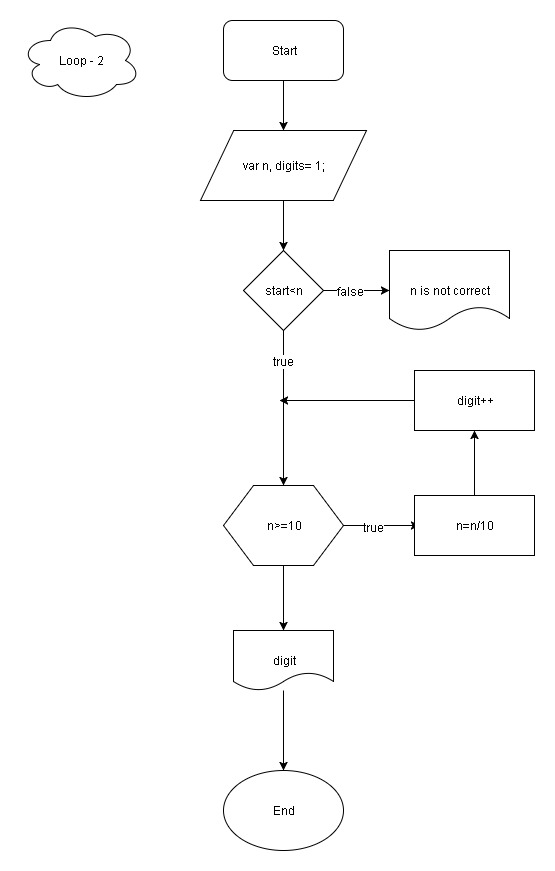 Loop - 2
Start
var n, digits= 1;
start<n
false
n is not correct
true
digit++
n>=10
true
n=n/10
digit
End